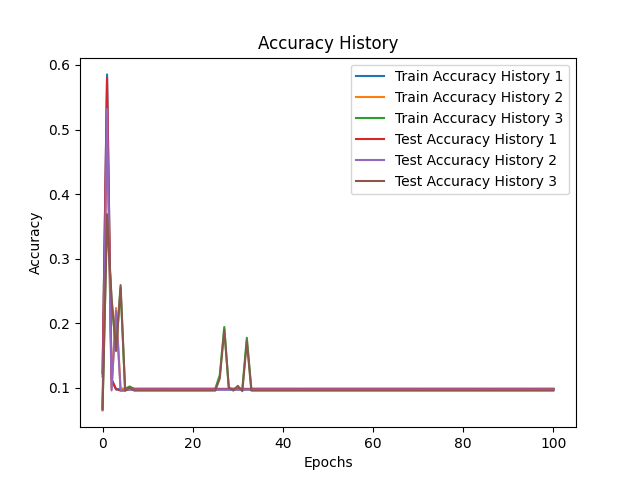 Accuracy History
Train Accuracy History 1
Train Accuracy History 2
Train Accuracy History 3
Test Accuracy History 1
Test Accuracy History 2
Test Accuracy History 3
Accuracy
0.6
0.5
0.4
0.3
0.2
0.1
0 20 40 60 80 100
Epochs